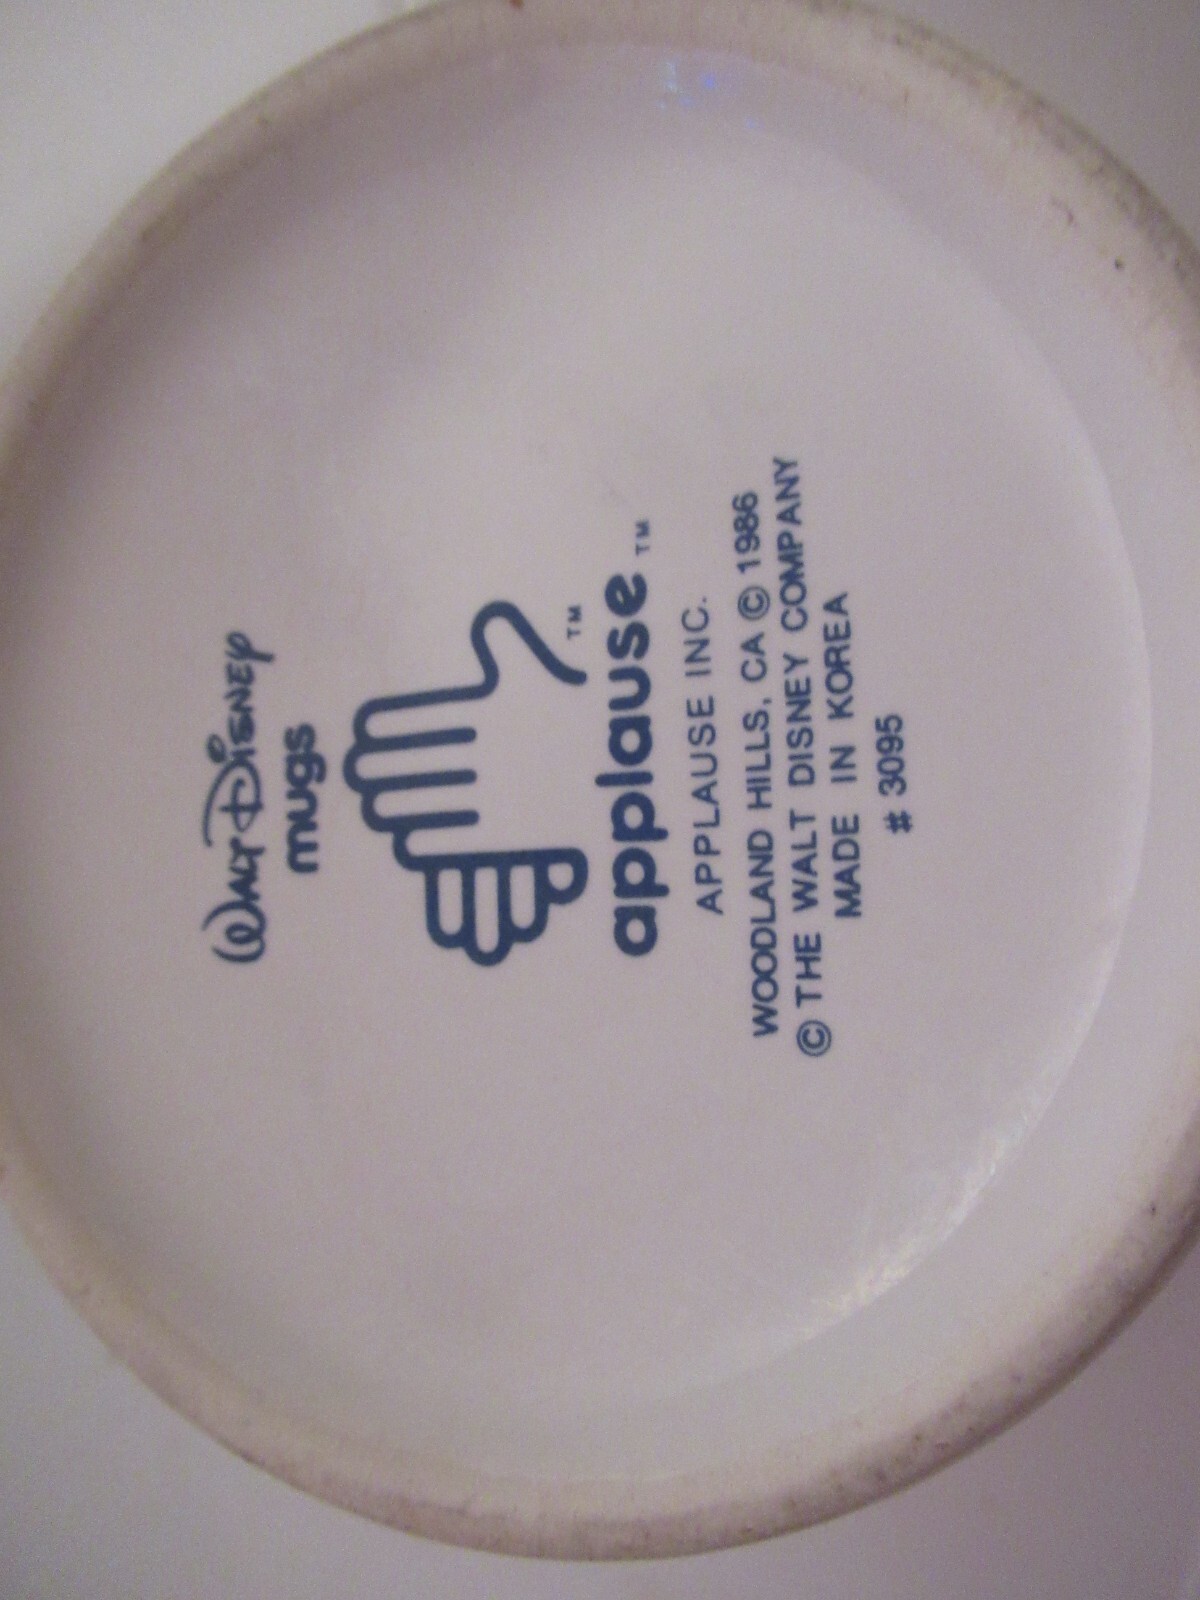 WALT DISNEY
mugs
TM
applause TM
APPLAUSE INC.
WOODLAND HILLS, CA © 1986
© THE WALT DISNEY COMPANY
MADE IN KOREA
# 3095